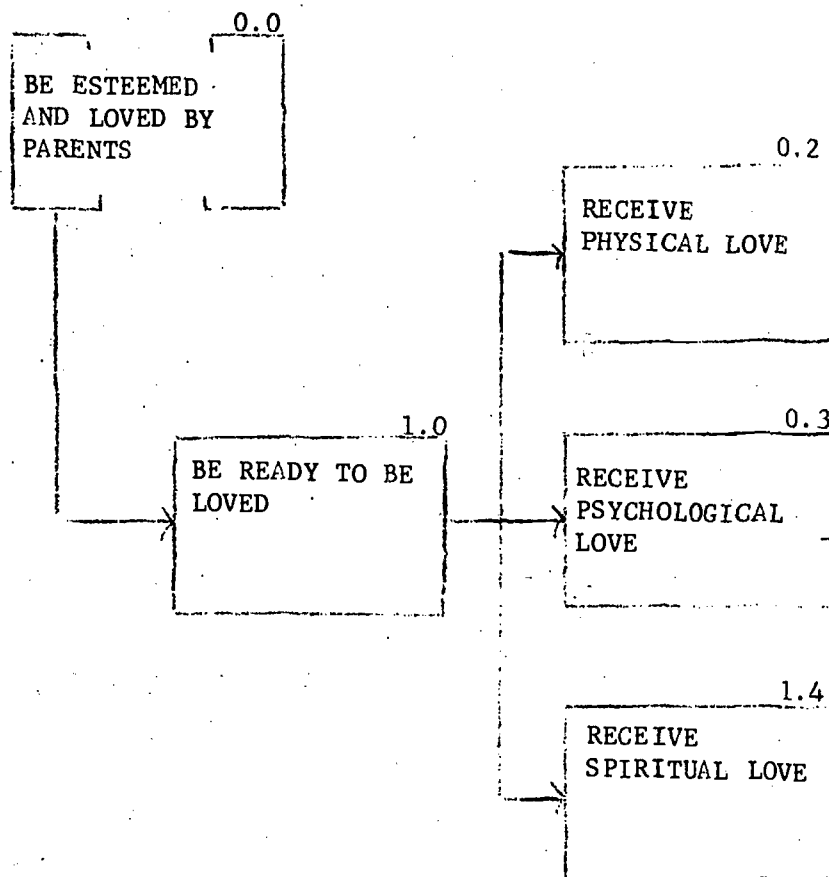 0.0
BE ESTEEMED
AND LOVED BY
PARENTS
0.2
RECEIVE
PHYSICAL LOVE
1.0
BE READY TO BE
LOVED
0.3
RECEIVE
PSYCHOLOGICAL
LOVE
1.4
RECEIVE
SPIRITUAL LOVE